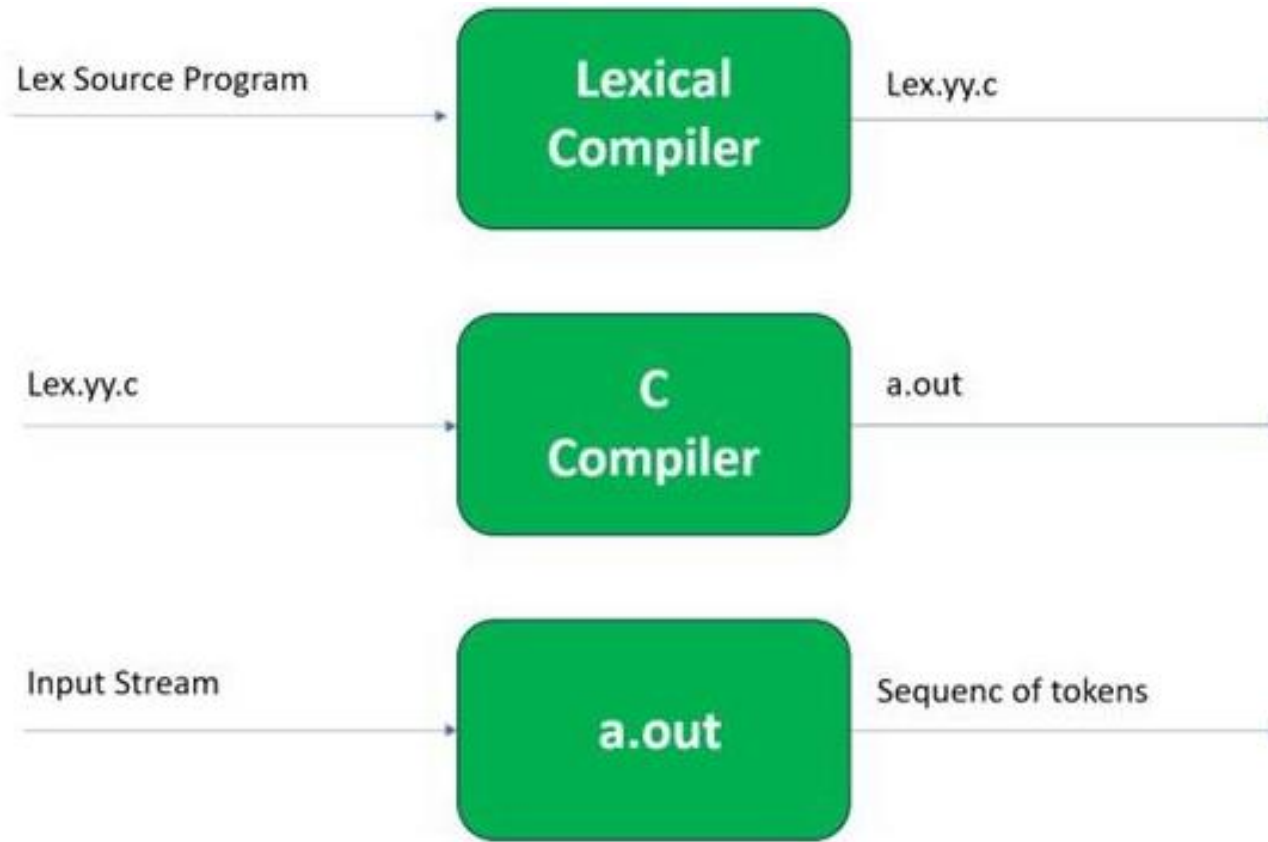 Lex Source Program
Lexical
Compiler
Lex.yy.c
Lex.yy.c
C
Compiler
a.out
Input Stream
a.out
Sequenc of tokens